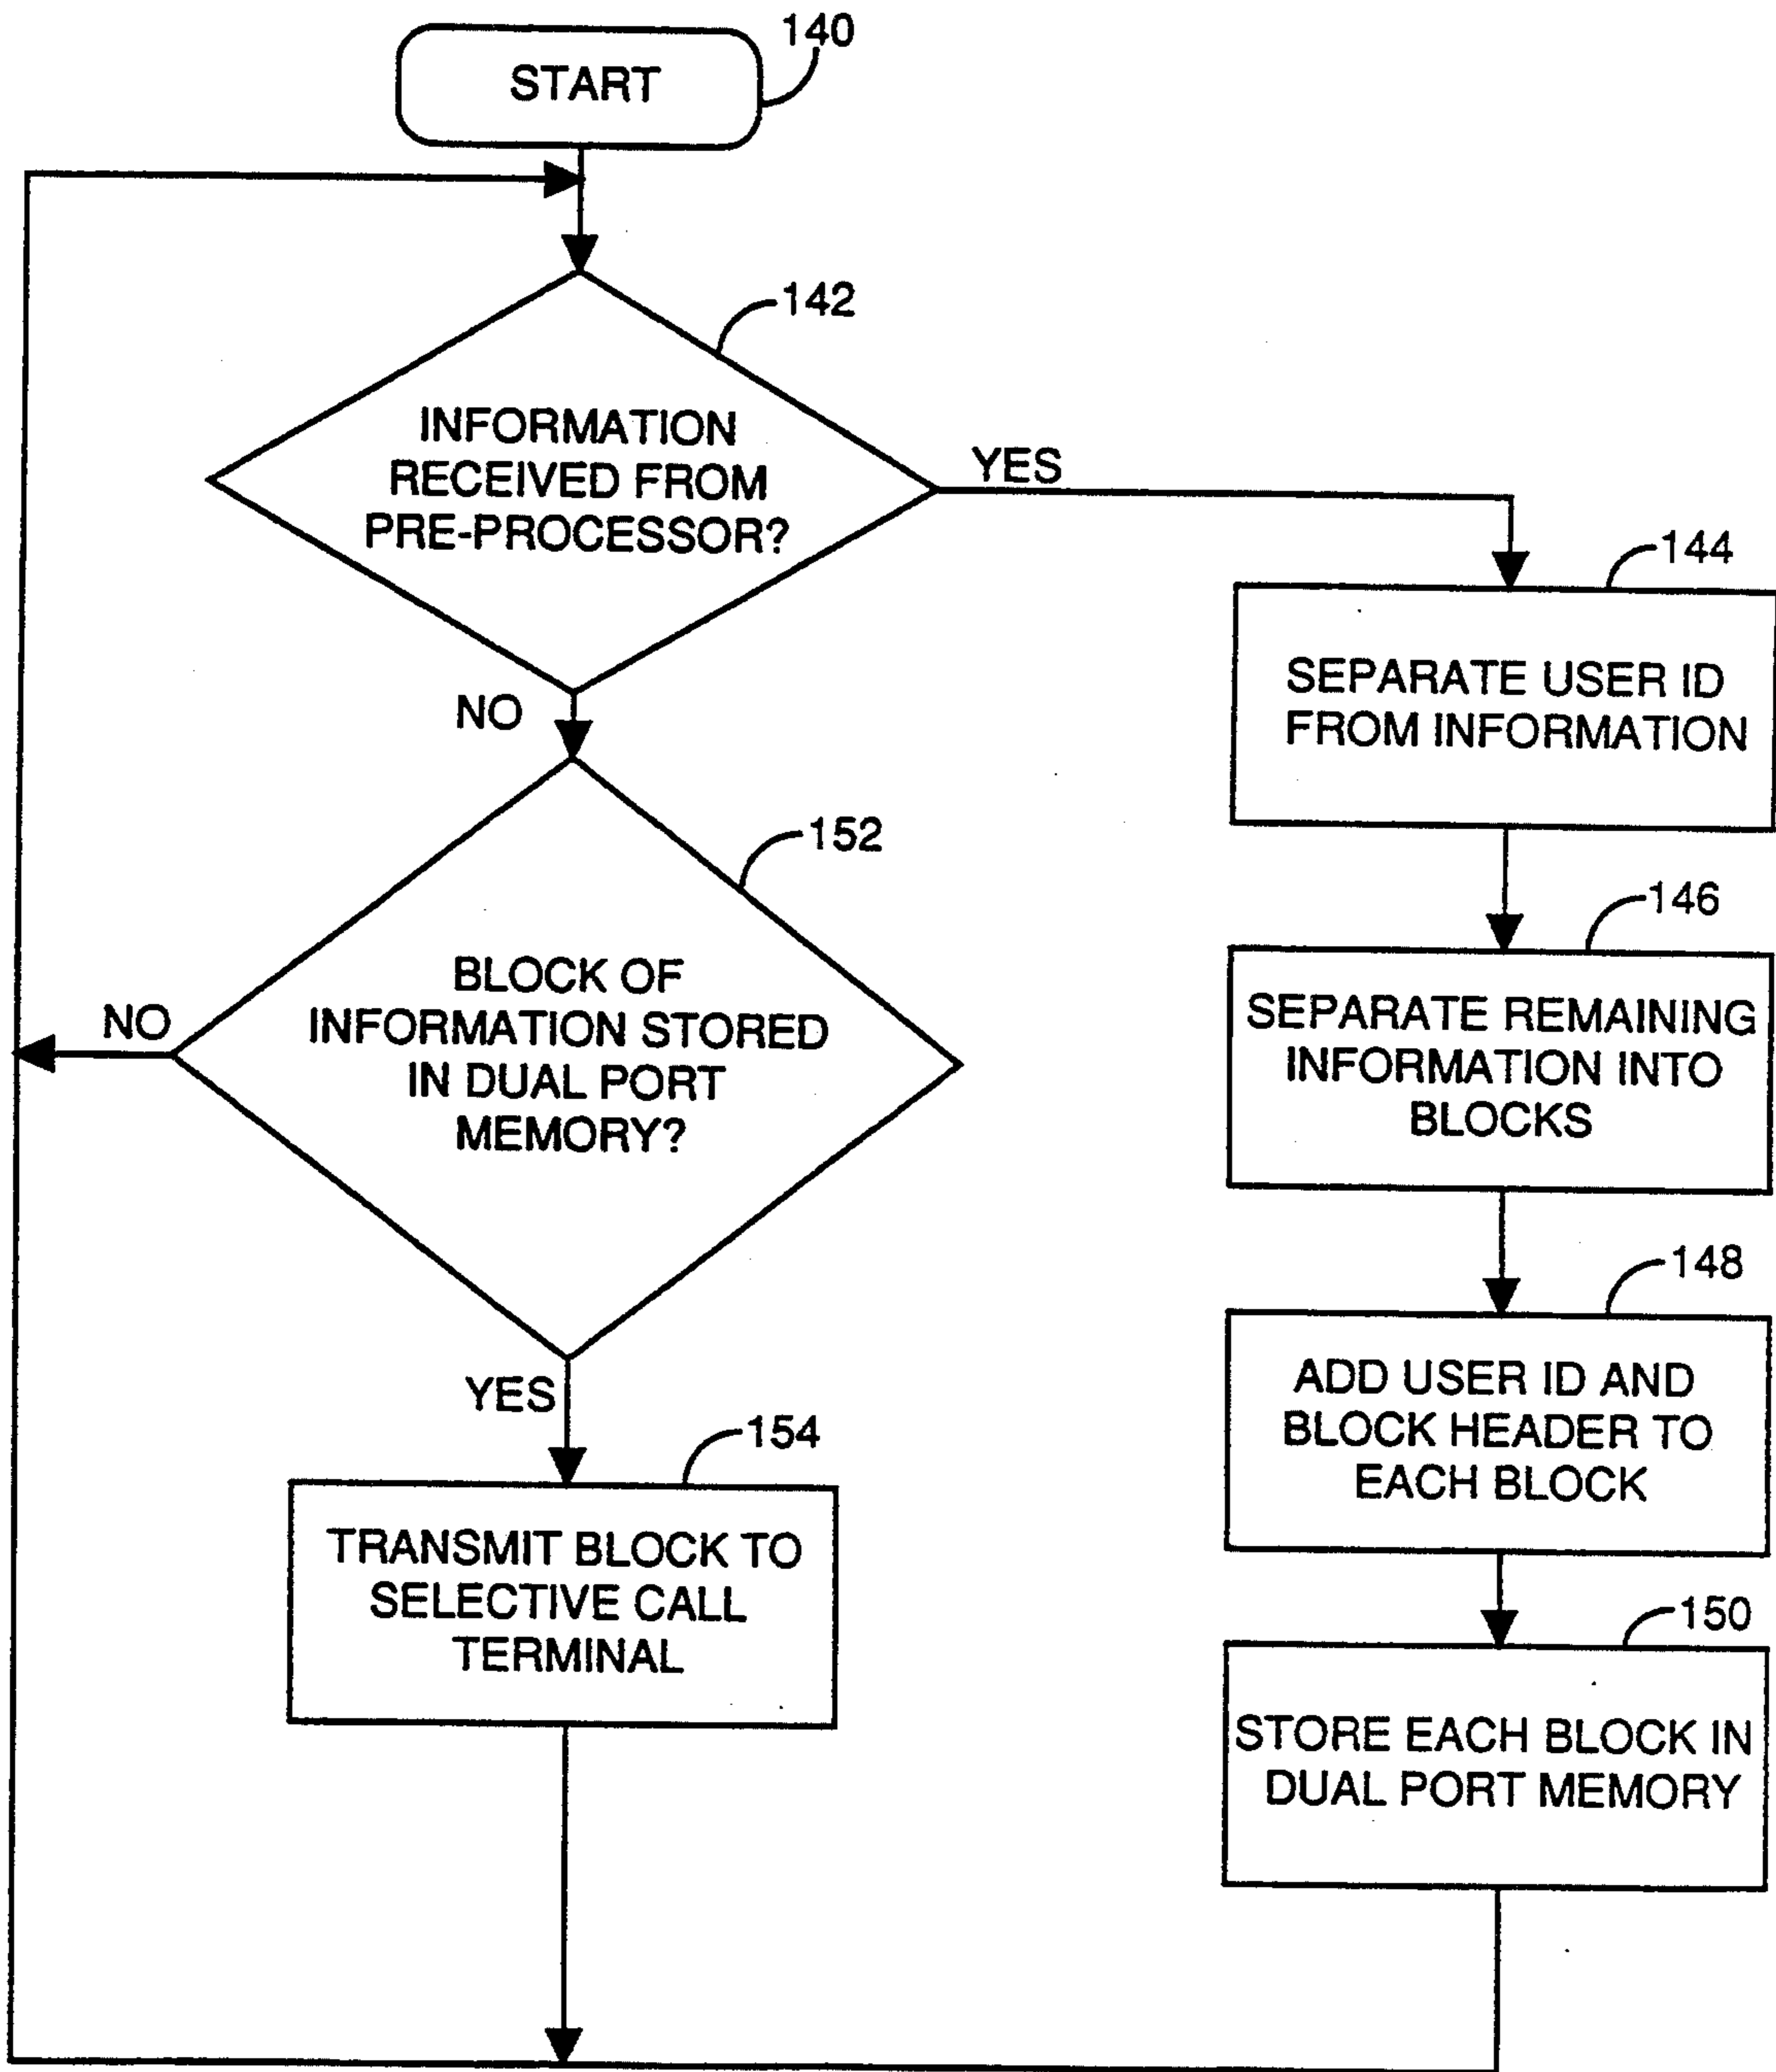 START
140
142
INFORMATION
RECEIVED FROM
PRE-PROCESSOR?
YES
NO
144
SEPARATE USER ID
FROM INFORMATION
146
SEPARATE REMAINING
INFORMATION INTO
BLOCKS
148
ADD USER ID AND
BLOCK HEADER TO
EACH BLOCK
150
STORE EACH BLOCK IN
DUAL PORT MEMORY
152
BLOCK OF
INFORMATION STORED
IN DUAL PORT
MEMORY?
NO
YES
154
TRANSMIT BLOCK TO
SELECTIVE CALL
TERMINAL